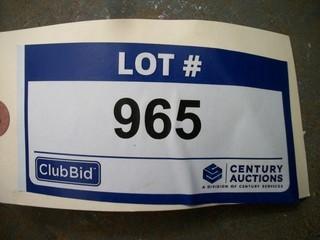 LOT #
965
ClubBid
CENTURY
AUCTIONS
A DIVISION OF CENTURY SERVICES